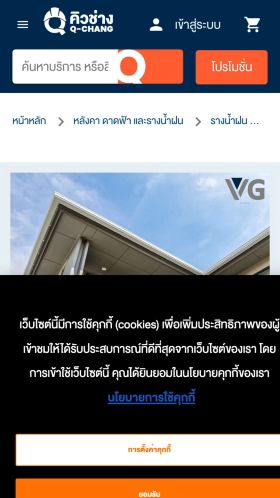 คิวช่าง
Q-CHANG
เข้าสู่ระบบ
ค้นหาบริการ หรือสิ
โปรโมชั่น
หน้าหลัก > หลังคา ดาดฟ้า และรางน้ำฝน > รางน้ำฝน ...
VG
เว็บไซต์นี้มีการใช้คุกกี้ (cookies) เพื่อเพิ่มประสิทธิภาพของผู้
เข้าชมให้ได้รับประสบการณ์ที่ดีที่สุดจากเว็บไซต์ของเรา โดย
การเข้าใช้เว็บไซต์นี้ คุณได้ยินยอมในนโยบายคุกกี้ของเรา
นโยบายการใช้คุกกี้
การตั้งค่าคุกกี้
ยอมรับ